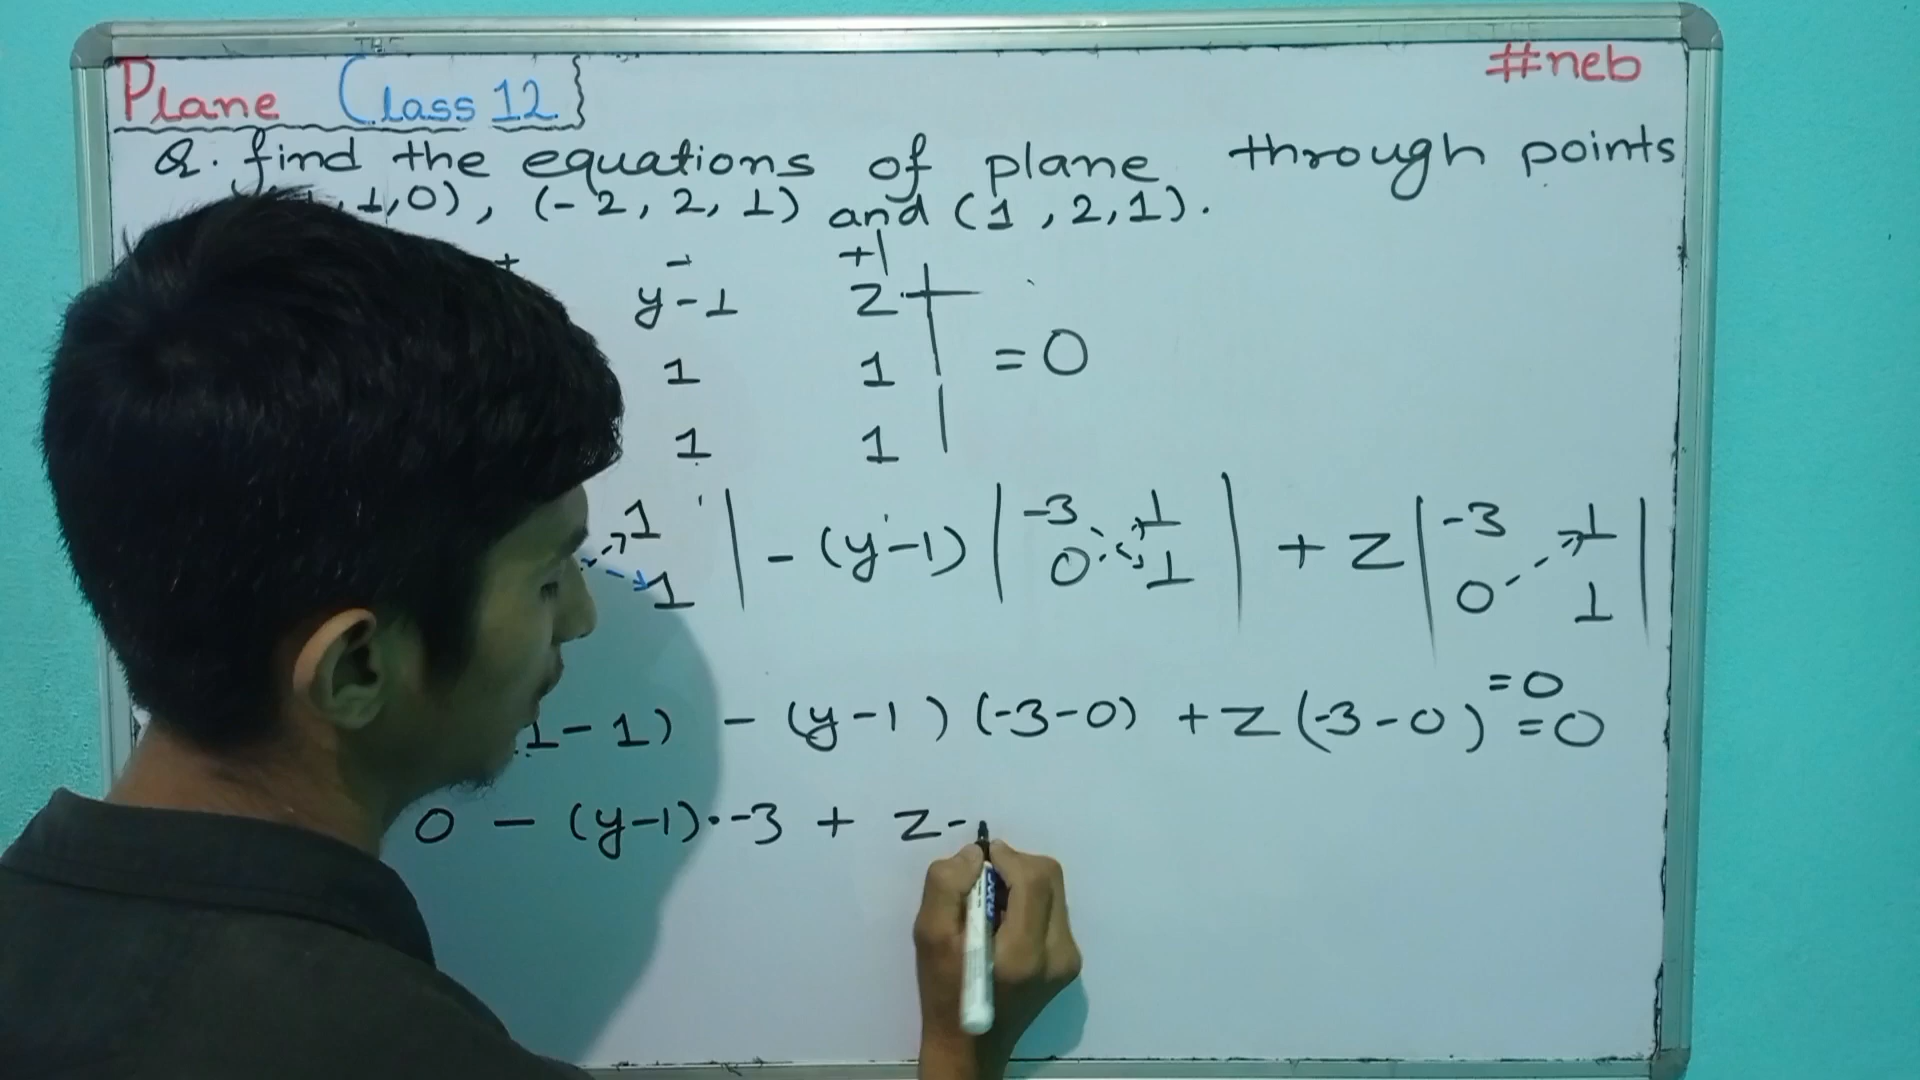 Plane Class 12 #neb
Q. find the equations of plane through points
1,0), (-2, 2, 1) and (1, 2, 1).
+ - +
y-1 z
1 1 = 0
1 1
1 | - (y-1) | -3 1 | + z | -3 1 |
1 | 0 1 | | 0 1 |
= 0
1-1) - (y-1) (-3-0) + z (-3-0) = 0
0 - (y-1)·-3 + z-